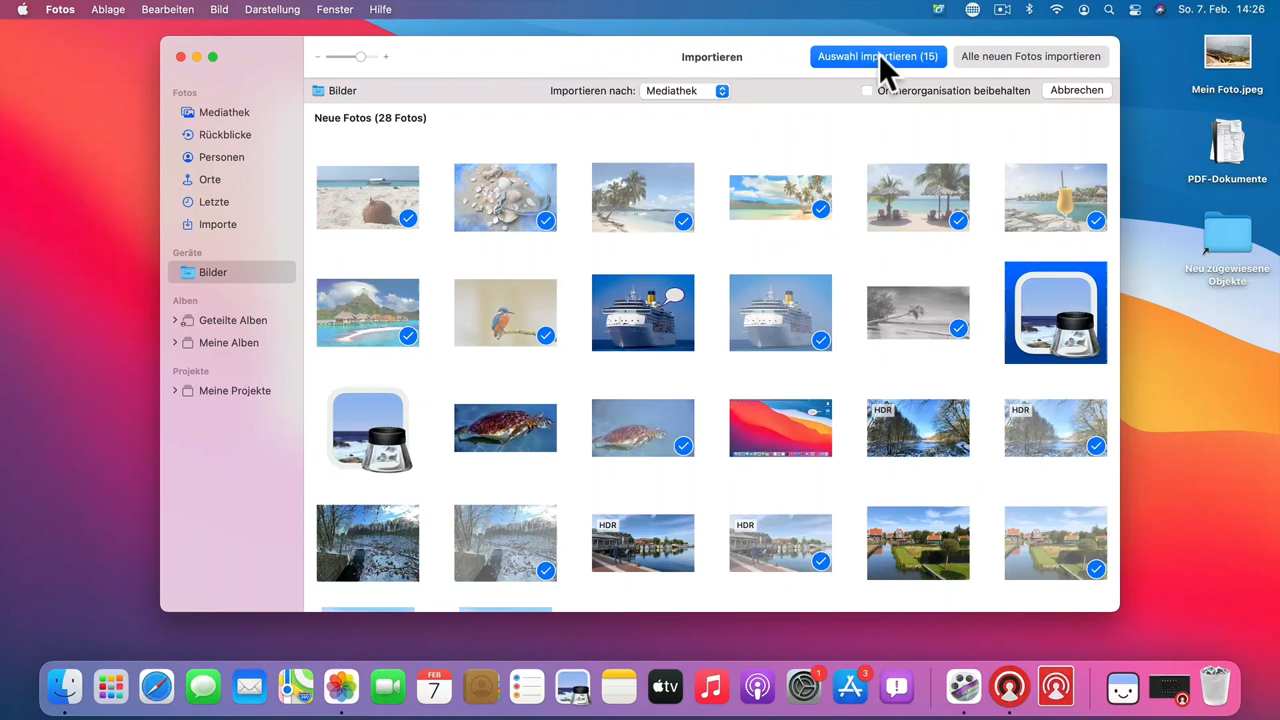 Fotos Ablage Bearbeiten Bild Darstellung Fenster Hilfe
So. 7. Feb. 14:26
Importieren
Auswahl importieren (15)
Alle neuen Fotos importieren
Bilder
Importieren nach: Mediathek
Ordnerorganisation beibehalten
Abbrechen
Neue Fotos (28 Fotos)
Fotos
Mediathek
Rückblicke
Personen
Orte
Letzte
Importe
Geräte
Bilder
Alben
Geteilte Alben
Meine Alben
Projekte
Meine Projekte
HDR
HDR
HDR
HDR
Mein Foto.jpeg
PDF-Dokumente
Neu zugewiesene
Objekte
FEB
7
tv
1
3